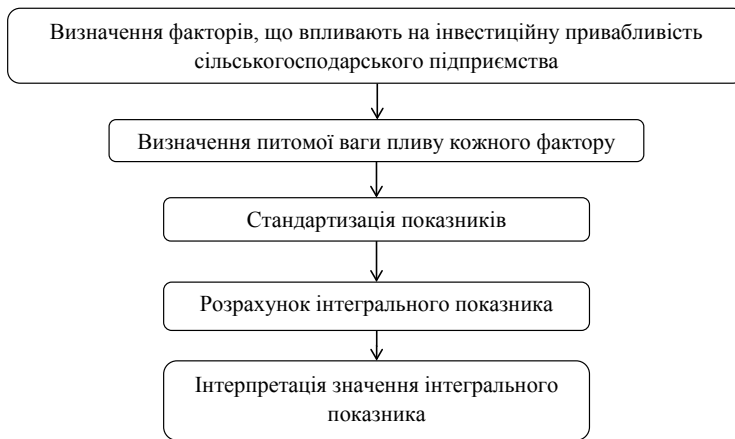 Визначення факторів, що впливають на інвестиційну привабливість
сільськогосподарського підприємства
Визначення питомої ваги пливу кожного фактору
Стандартизація показників
Розрахунок інтегрального показника
Інтерпретація значення інтегрального
показника